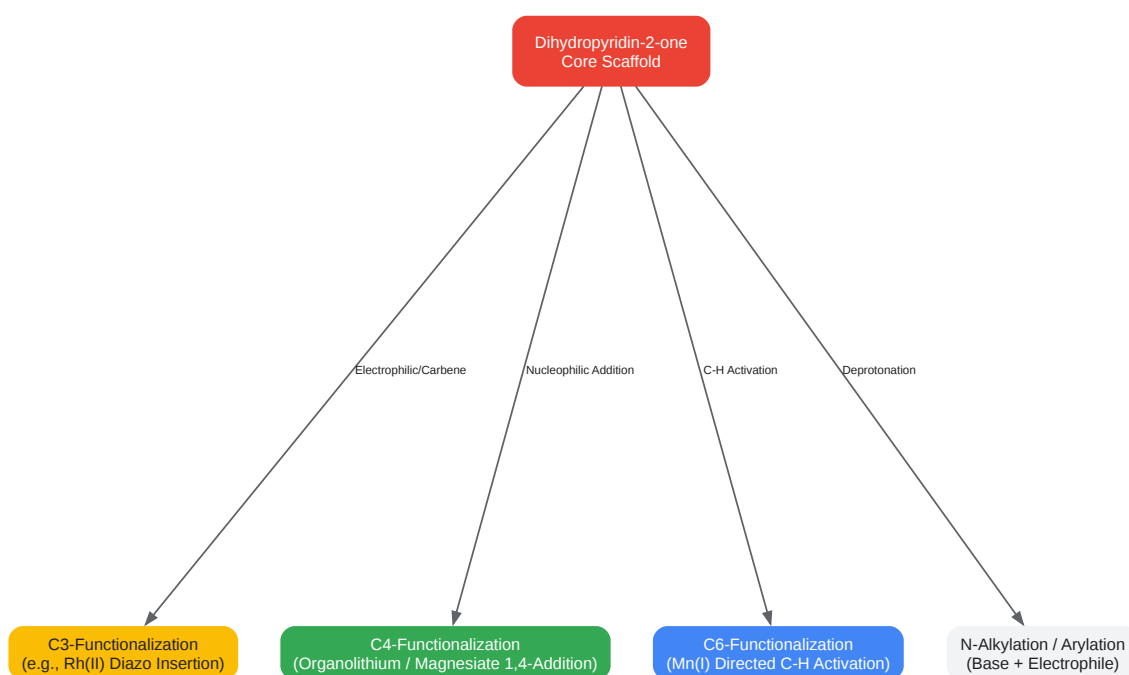 Dihydropyridin-2-one
Core Scaffold
Electrophilic/Carbene
Nucleophilic Addition
C-H Activation
Deprotonation
C3-Functionalization
(e.g., Rh(II) Diazo Insertion)
C4-Functionalization
(Organolithium / Magnesiate 1,4-Addition)
C6-Functionalization
(Mn(I) Directed C-H Activation)
N-Alkylation / Arylation
(Base + Electrophile)